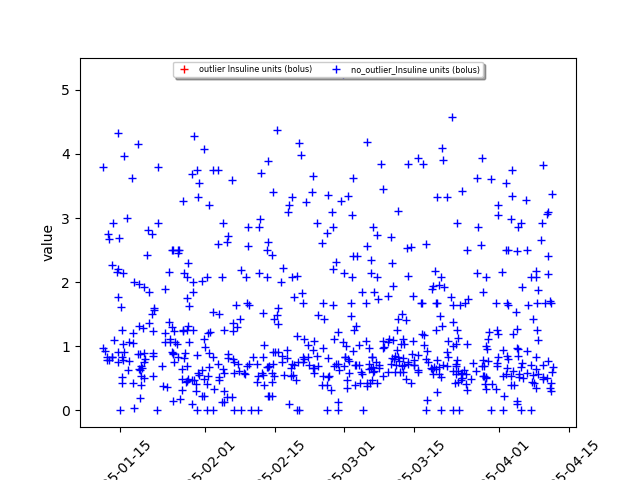 outlier Insuline units (bolus) no_outlier_Insuline units (bolus)
5
4
3
2
1
0
value
5-01-15 5-02-01 5-02-15 5-03-01 5-03-15 5-04-01 5-04-15